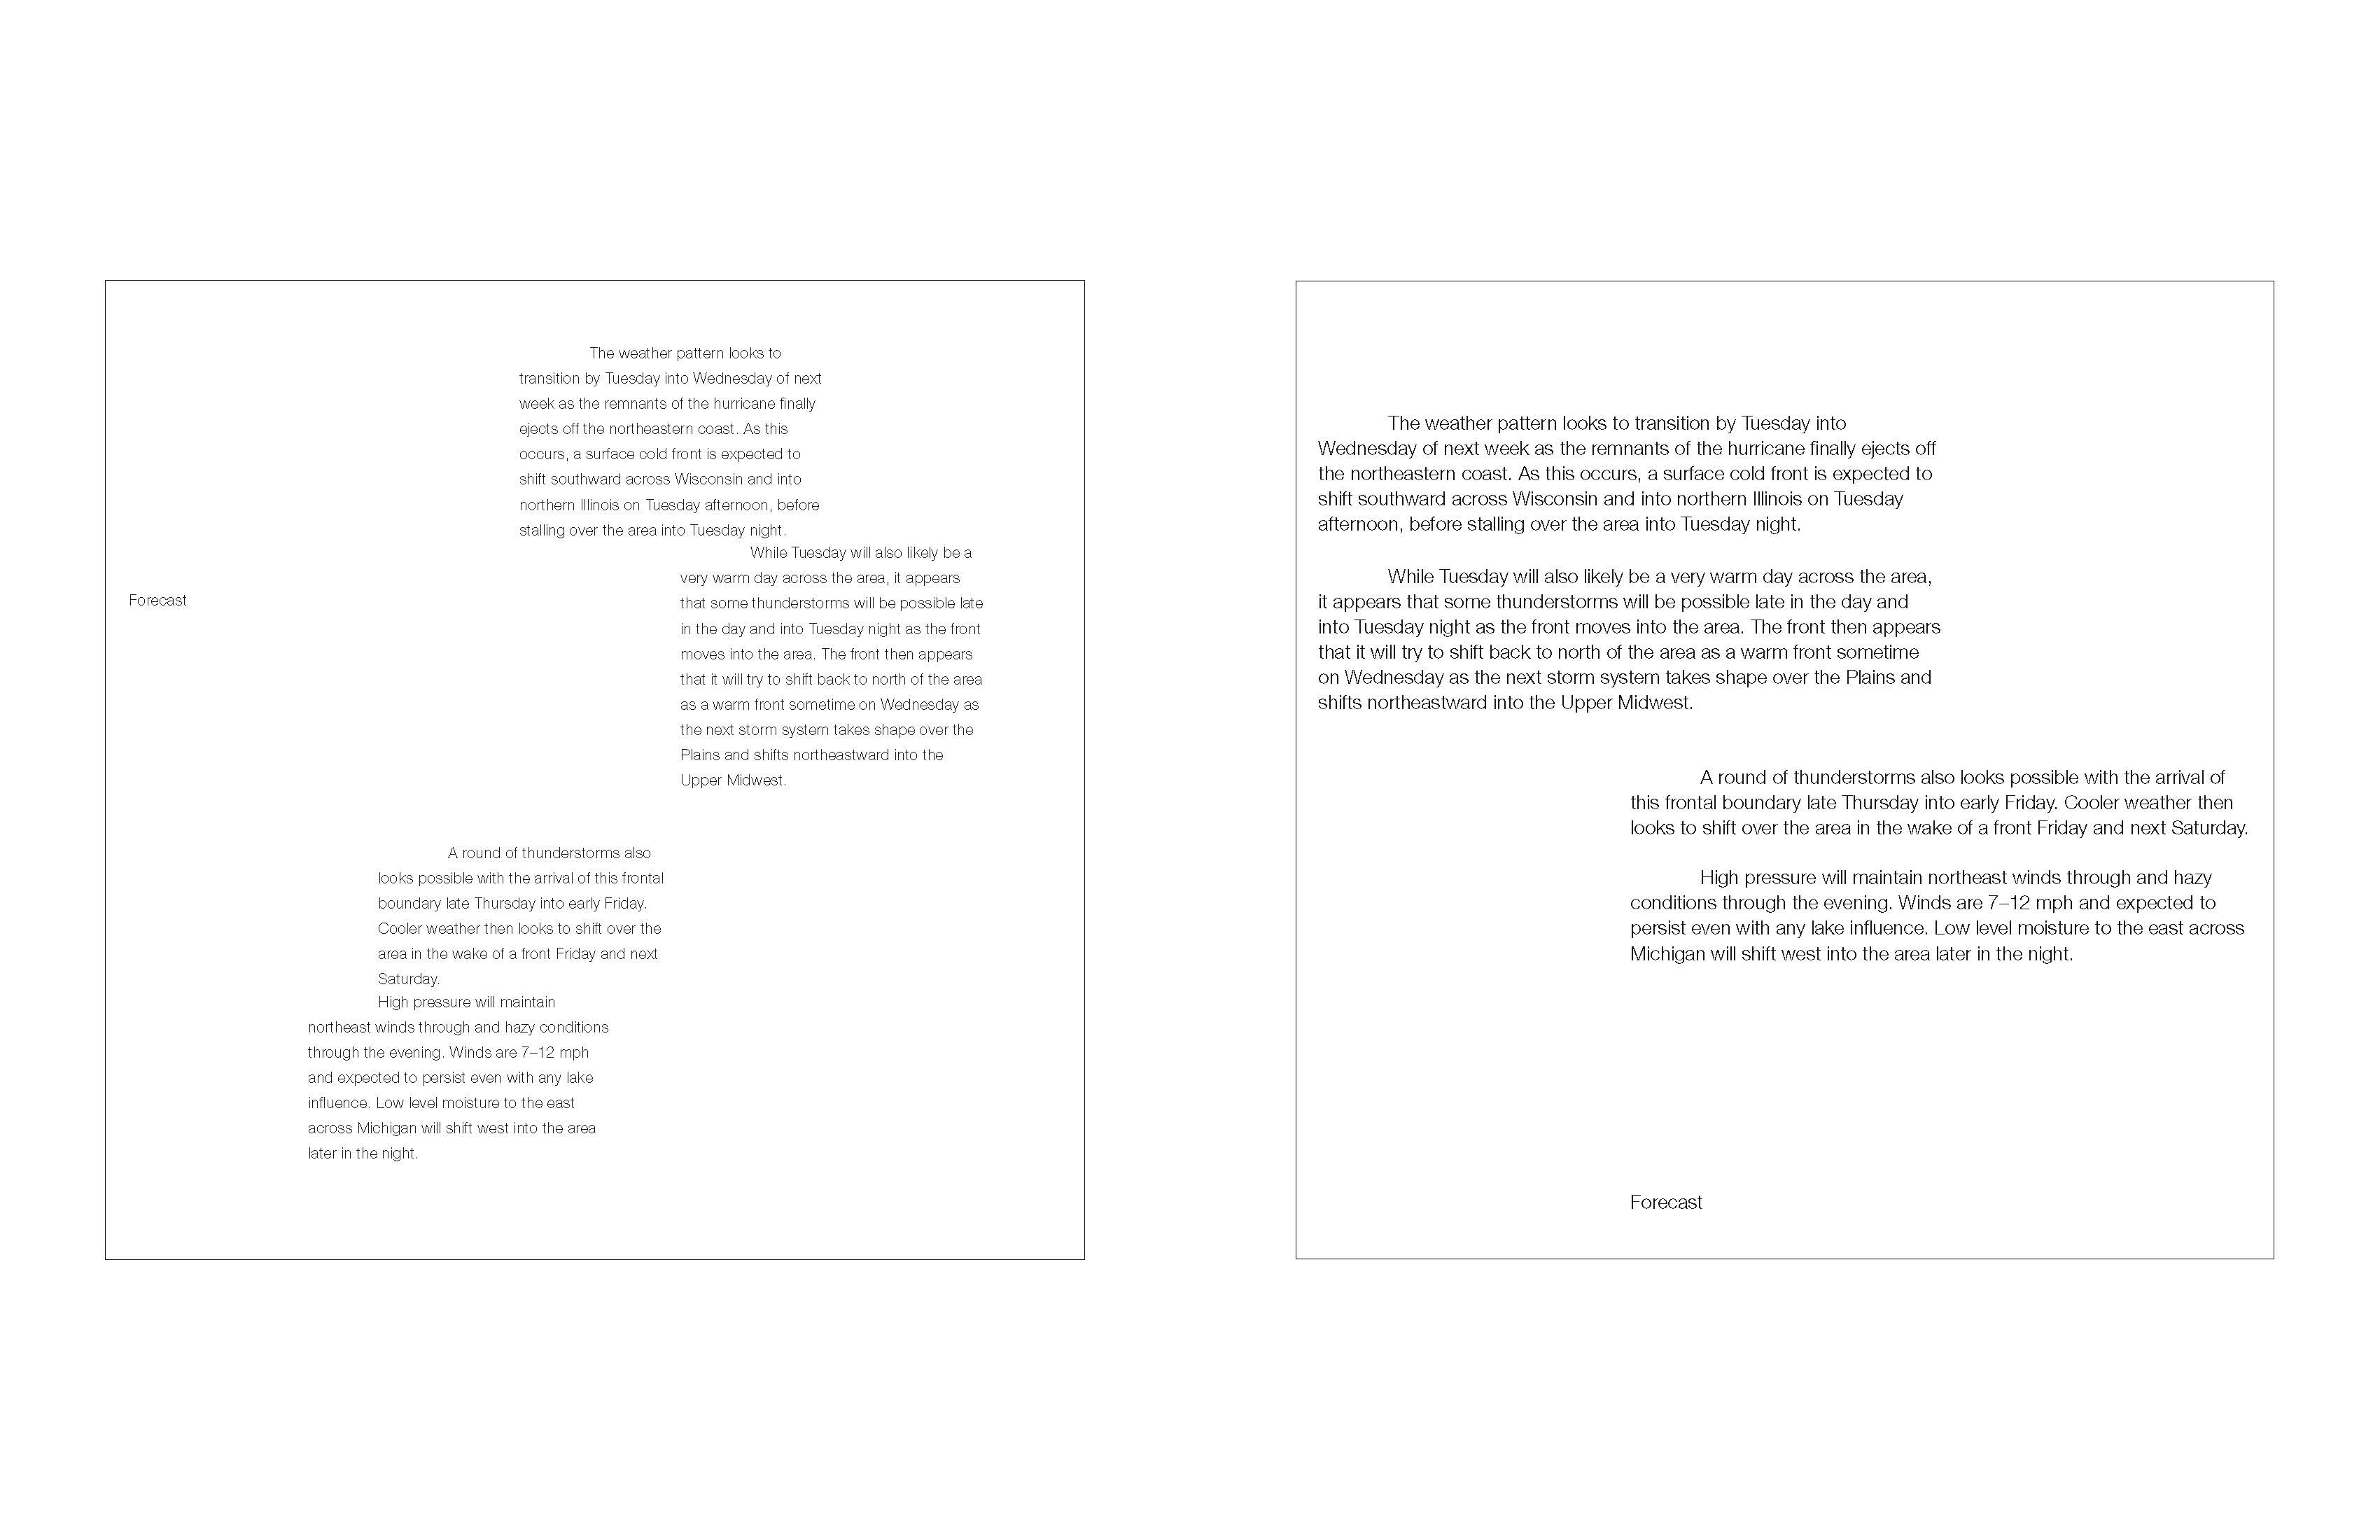 The weather pattern looks to
transition by Tuesday into Wednesday of next
week as the remnants of the hurricane finally
ejects off the northeastern coast. As this
occurs, a surface cold front is expected to
shift southward across Wisconsin and into
northern Illinois on Tuesday afternoon, before
stalling over the area into Tuesday night.
While Tuesday will also likely be a
very warm day across the area, it appears
that some thunderstorms will be possible late
in the day and into Tuesday night as the front
moves into the area. The front then appears
that it will try to shift back to north of the area
as a warm front sometime on Wednesday as
the next storm system takes shape over the
Plains and shifts northeastward into the
Upper Midwest.
Forecast
A round of thunderstorms also
looks possible with the arrival of this frontal
boundary late Thursday into early Friday.
Cooler weather then looks to shift over the
area in the wake of a front Friday and next
Saturday.
High pressure will maintain
northeast winds through and hazy conditions
through the evening. Winds are 7–12 mph
and expected to persist even with any lake
influence. Low level moisture to the east
across Michigan will shift west into the area
later in the night.
The weather pattern looks to transition by Tuesday into
Wednesday of next week as the remnants of the hurricane finally ejects off
the northeastern coast. As this occurs, a surface cold front is expected to
shift southward across Wisconsin and into northern Illinois on Tuesday
afternoon, before stalling over the area into Tuesday night.
While Tuesday will also likely be a very warm day across the area,
it appears that some thunderstorms will be possible late in the day and
into Tuesday night as the front moves into the area. The front then appears
that it will try to shift back to north of the area as a warm front sometime
on Wednesday as the next storm system takes shape over the Plains and
shifts northeastward into the Upper Midwest.
A round of thunderstorms also looks possible with the arrival of
this frontal boundary late Thursday into early Friday. Cooler weather then
looks to shift over the area in the wake of a front Friday and next Saturday.
High pressure will maintain northeast winds through and hazy
conditions through the evening. Winds are 7–12 mph and expected to
persist even with any lake influence. Low level moisture to the east across
Michigan will shift west into the area later in the night.
Forecast